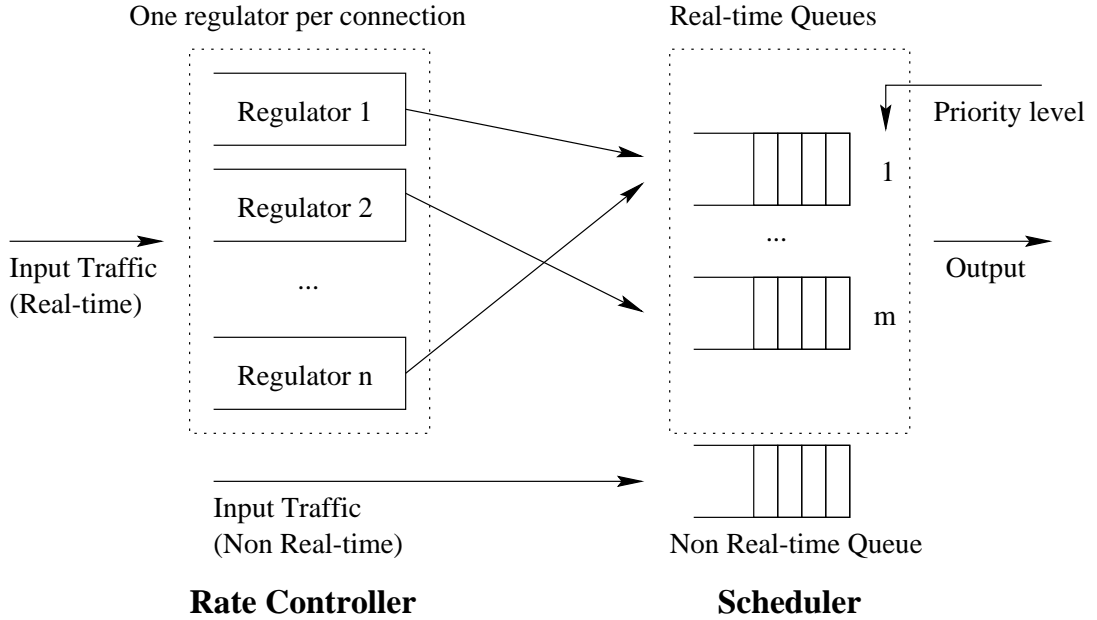 One regulator per connection
Real-time Queues
Regulator 1
Priority level
1
Regulator 2
...
Input Traffic
(Real-time)
Output
...
m
Regulator n
Input Traffic
(Non Real-time)
Non Real-time Queue
Rate Controller
Scheduler